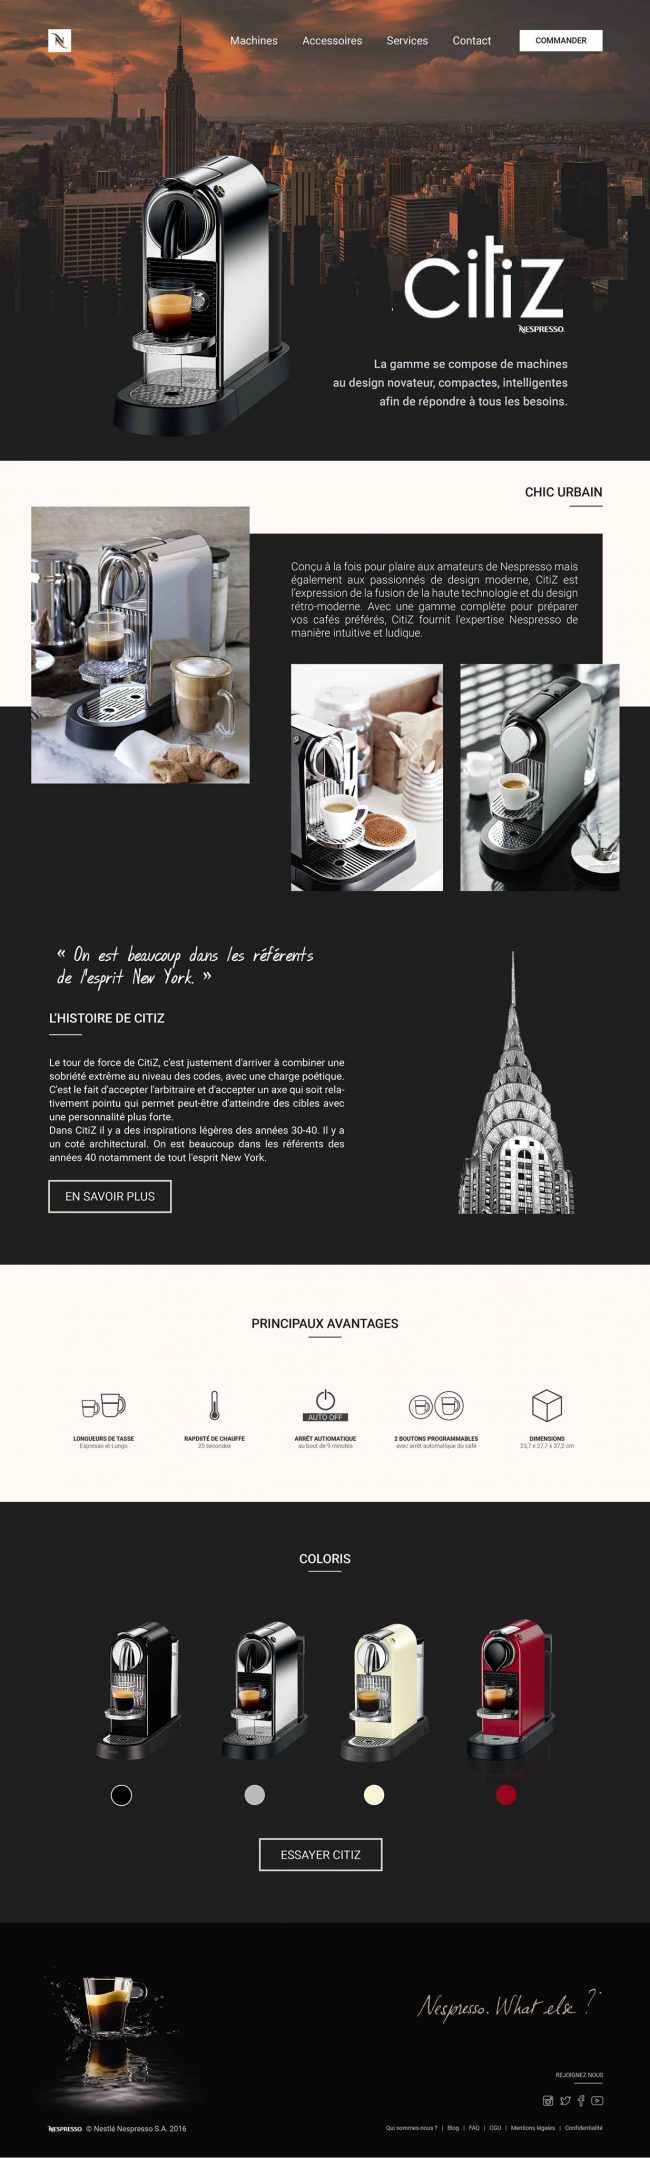 Machines Accessoires Services Contact COMMANDER
citiz
NESPRESSO
La gamme se compose de machines
au design novateur, compactes, intelligentes
afin de répondre à tous les besoins.
CHIC URBAIN
Conçu à la fois pour plaire aux amateurs de Nespresso mais
également aux passionnés de design moderne, CitiZ est
l'expression de la fusion de la haute technologie et du design
rétro-moderne. Avec une gamme complète pour préparer
vos cafés préférés, CitiZ fournit l'expertise Nespresso de
manière intuitive et ludique.
« On est beaucoup dans les référents
de l'esprit New York. »
L'HISTOIRE DE CITIZ
Le tour de force de CitiZ, c'est justement d'arriver à combiner une
sobriété extrême au niveau des codes, avec une charge poétique.
C'est le fait d'accepter l'arbitraire et d'accepter un axe qui soit rela-
tivement pointu qui permet peut-être d'atteindre des cibles avec
une personnalité plus forte.
Dans CitiZ il y a des inspirations légères des années 30-40. Il y a
un coté architectural. On est beaucoup dans les référents des
années 40 notamment de tout l'esprit New York.
EN SAVOIR PLUS
PRINCIPAUX AVANTAGES
AUTO OFF
LONGUEURS DE TASSE
Espresso et Lungo
RAPDIITÉ DE CHAUFFE
25 secondes
ARRÊT AUTIOMATIQUE
au bout de 9 minutes
2 BOUTONS PROGRAMMABLES
avec arrêt automatique du café
DIMENSIONS
23,7 x 27,7 x 37,2 cm
COLORIS
ESSAYER CITIZ
Nespresso. What else ?
REJOIGNEZ NOUS
NESPRESSO © Nestlé Nespresso S.A. 2016
Qui sommes-nous ? | Blog | FAQ | CGU | Mentions légales | Confidentialité